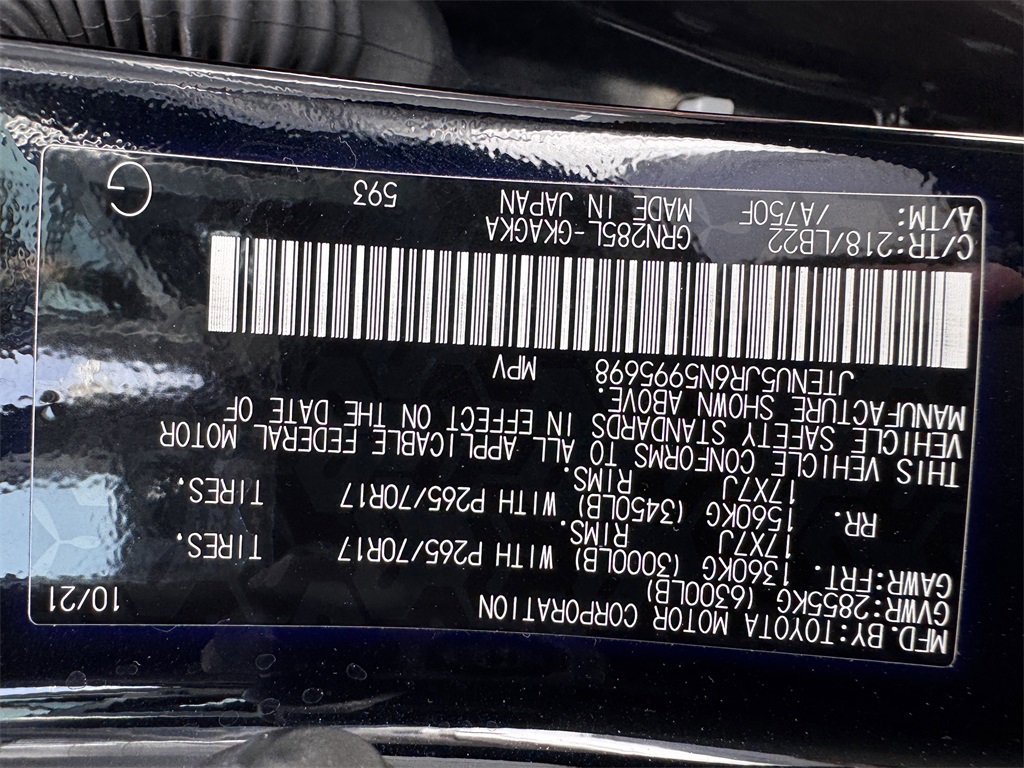 MFD.BY:TOYOTA MOTOR CORPORATION 10/21
GVWR:2855KG (6300LB)
GAWR:FRT. 1360KG (3000LB) WITH P265/70R17 TIRES.
17X7J RIMS.
RR. 1560KG (3450LB) WITH P265/70R17 TIRES.
17X7J RIMS.
THIS VEHICLE CONFORMS TO ALL APPLICABLE FEDERAL MOTOR
VEHICLE SAFETY STANDARDS IN EFFECT ON THE DATE OF
MANUFACTURE SHOWN ABOVE.
JTENU5JR6N5995698 MPV
C/TR:218/LB22 GRN285L-GKAGKA
A/TM: /A750F MADE IN JAPAN 593 G